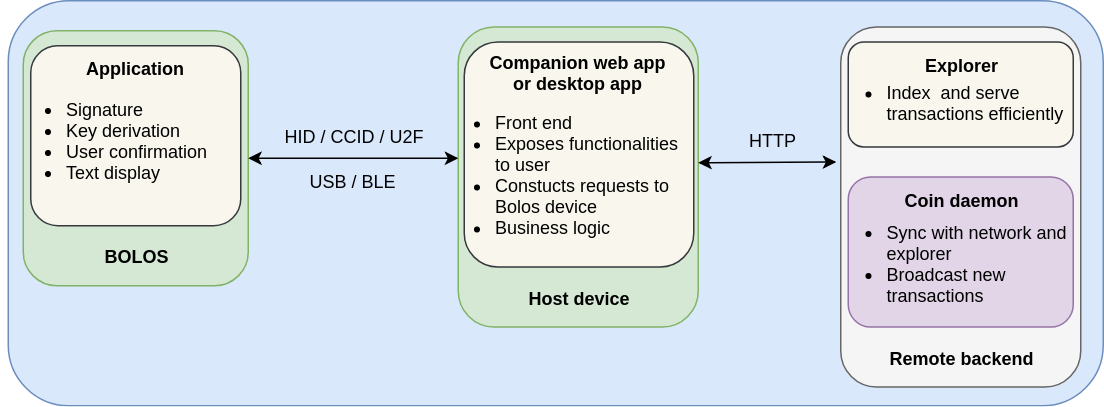 Application
Signature
Key derivation
User confirmation
Text display
BOLOS
HID / CCID / U2F
USB / BLE
Companion web app
or desktop app
Front end
Exposes functionalities
to user
Constucts requests to
Bolos device
Business logic
Host device
HTTP
Explorer
Index and serve
transactions efficiently
Coin daemon
Sync with network and
explorer
Broadcast new
transactions
Remote backend